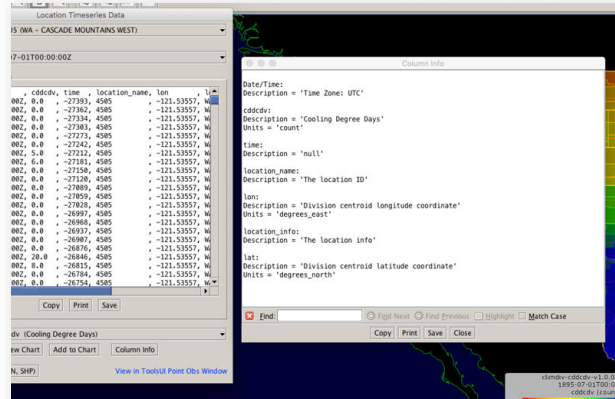 Location Timeseries Data
05 (WA - CASCADE MOUNTAINS WEST)
07-01T00:00:00Z
, cddcdv, time , location_name, lon , l
00Z, 0.0 , -27393, 4505 , -121.53557, W
00Z, 0.0 , -27362, 4505 , -121.53557, W
00Z, 0.0 , -27334, 4505 , -121.53557, W
00Z, 0.0 , -27303, 4505 , -121.53557, W
00Z, 0.0 , -27273, 4505 , -121.53557, W
00Z, 0.0 , -27242, 4505 , -121.53557, W
00Z, 5.0 , -27212, 4505 , -121.53557, W
00Z, 6.0 , -27181, 4505 , -121.53557, W
00Z, 0.0 , -27150, 4505 , -121.53557, W
00Z, 0.0 , -27120, 4505 , -121.53557, W
00Z, 0.0 , -27089, 4505 , -121.53557, W
00Z, 0.0 , -27059, 4505 , -121.53557, W
00Z, 0.0 , -27028, 4505 , -121.53557, W
00Z, 0.0 , -26997, 4505 , -121.53557, W
00Z, 0.0 , -26968, 4505 , -121.53557, W
00Z, 0.0 , -26937, 4505 , -121.53557, W
00Z, 0.0 , -26907, 4505 , -121.53557, W
00Z, 0.0 , -26876, 4505 , -121.53557, W
00Z, 20.0 , -26846, 4505 , -121.53557, W
00Z, 8.0 , -26815, 4505 , -121.53557, W
00Z, 0.0 , -26784, 4505 , -121.53557, W
00Z, 0.0 , -26754, 4505 , -121.53557, W
Copy Print Save
dv (Cooling Degree Days)
ew Chart Add to Chart Column Info
N, SHP) View in ToolsUI Point Obs Window
Column Info
Date/Time:
Description = 'Time Zone: UTC'
cddcdv:
Description = 'Cooling Degree Days'
Units = 'count'
time:
Description = 'null'
location_name:
Description = 'The location ID'
lon:
Description = 'Division centroid longitude coordinate'
Units = 'degrees_east'
location_info:
Description = 'The location info'
lat:
Description = 'Division centroid latitude coordinate'
Units = 'degrees_north'
Find: Find Next Find Previous Highlight Match Case
Copy Print Save Close
climdiv-cddcdv-v1.0.0
1895-07-01T00:0
cddcdv (coun